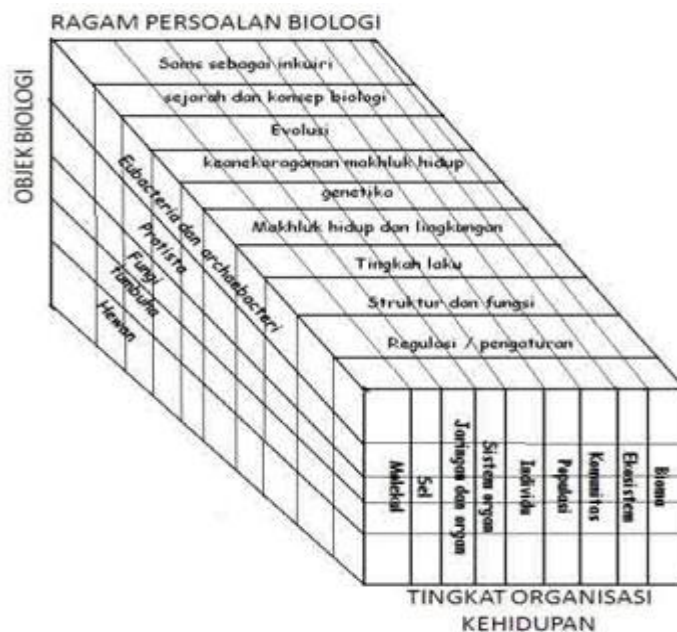 RAGAM PERSOALAN BIOLOGI
OBJEK BIOLOGI
Sains sebagai inkuiri
sejarah dan konsep biologi
Evolusi
keanekaragaman makhluk hidup
genetika
Makhluk hidup dan lingkungan
Tingkah laku
Struktur dan fungsi
Regulasi / pengaturan
Eubacteria dan archaebacteri
Protista
Fungi
Tumbuha
Hewan
Molekul
Sel
Jaringan dan organ
Sistem organ
Individu
Populasi
Komunitas
Ekosistem
Bioma
TINGKAT ORGANISASI
KEHIDUPAN